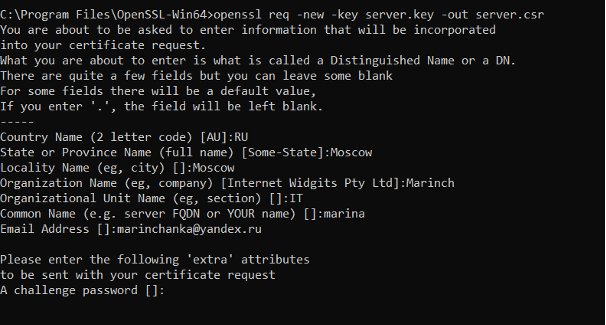 C:\Program Files\OpenSSL-Win64>openssl req -new -key server.key -out server.csr
You are about to be asked to enter information that will be incorporated
into your certificate request.
What you are about to enter is what is called a Distinguished Name or a DN.
There are quite a few fields but you can leave some blank
For some fields there will be a default value,
If you enter '.', the field will be left blank.
-----
Country Name (2 letter code) [AU]:RU
State or Province Name (full name) [Some-State]:Moscow
Locality Name (eg, city) []:Moscow
Organization Name (eg, company) [Internet Widgits Pty Ltd]:Marinch
Organizational Unit Name (eg, section) []:IT
Common Name (e.g. server FQDN or YOUR name) []:marina
Email Address []:marinchanka@yandex.ru
Please enter the following 'extra' attributes
to be sent with your certificate request
A challenge password []: